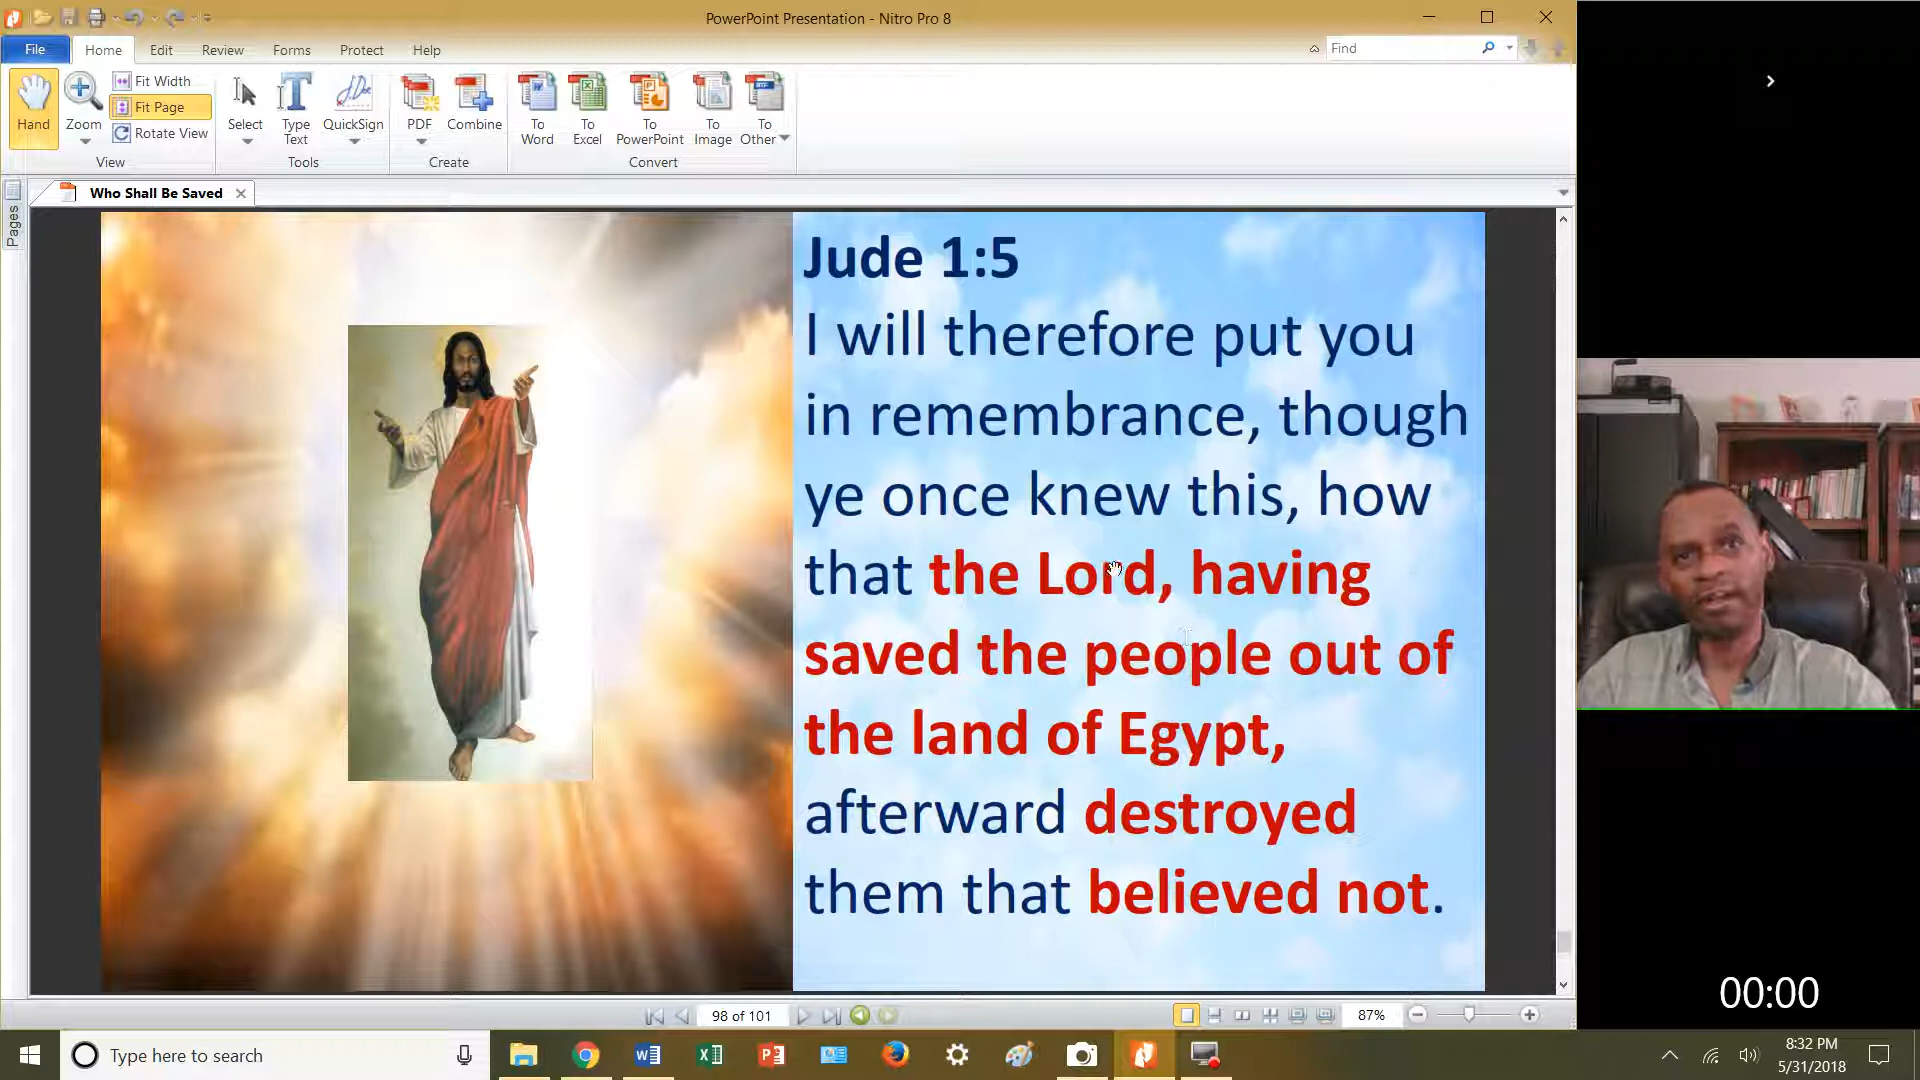 PowerPoint Presentation - Nitro Pro 8
File
Home
Edit
Review
Forms
Protect
Help
Find
Hand
Zoom
Fit Width
Fit Page
Rotate View
View
Select
Type
Text
QuickSign
Tools
PDF
Combine
Create
To
Word
To
Excel
To
PowerPoint
To
Image
To
Other
Convert
Pages
Who Shall Be Saved
Jude 1:5
I will therefore put you
in remembrance, though
ye once knew this, how
that the Lord, having
saved the people out of
the land of Egypt,
afterward destroyed
them that believed not.
00:00
98 of 101
87%
Type here to search
8:32 PM
5/31/2018